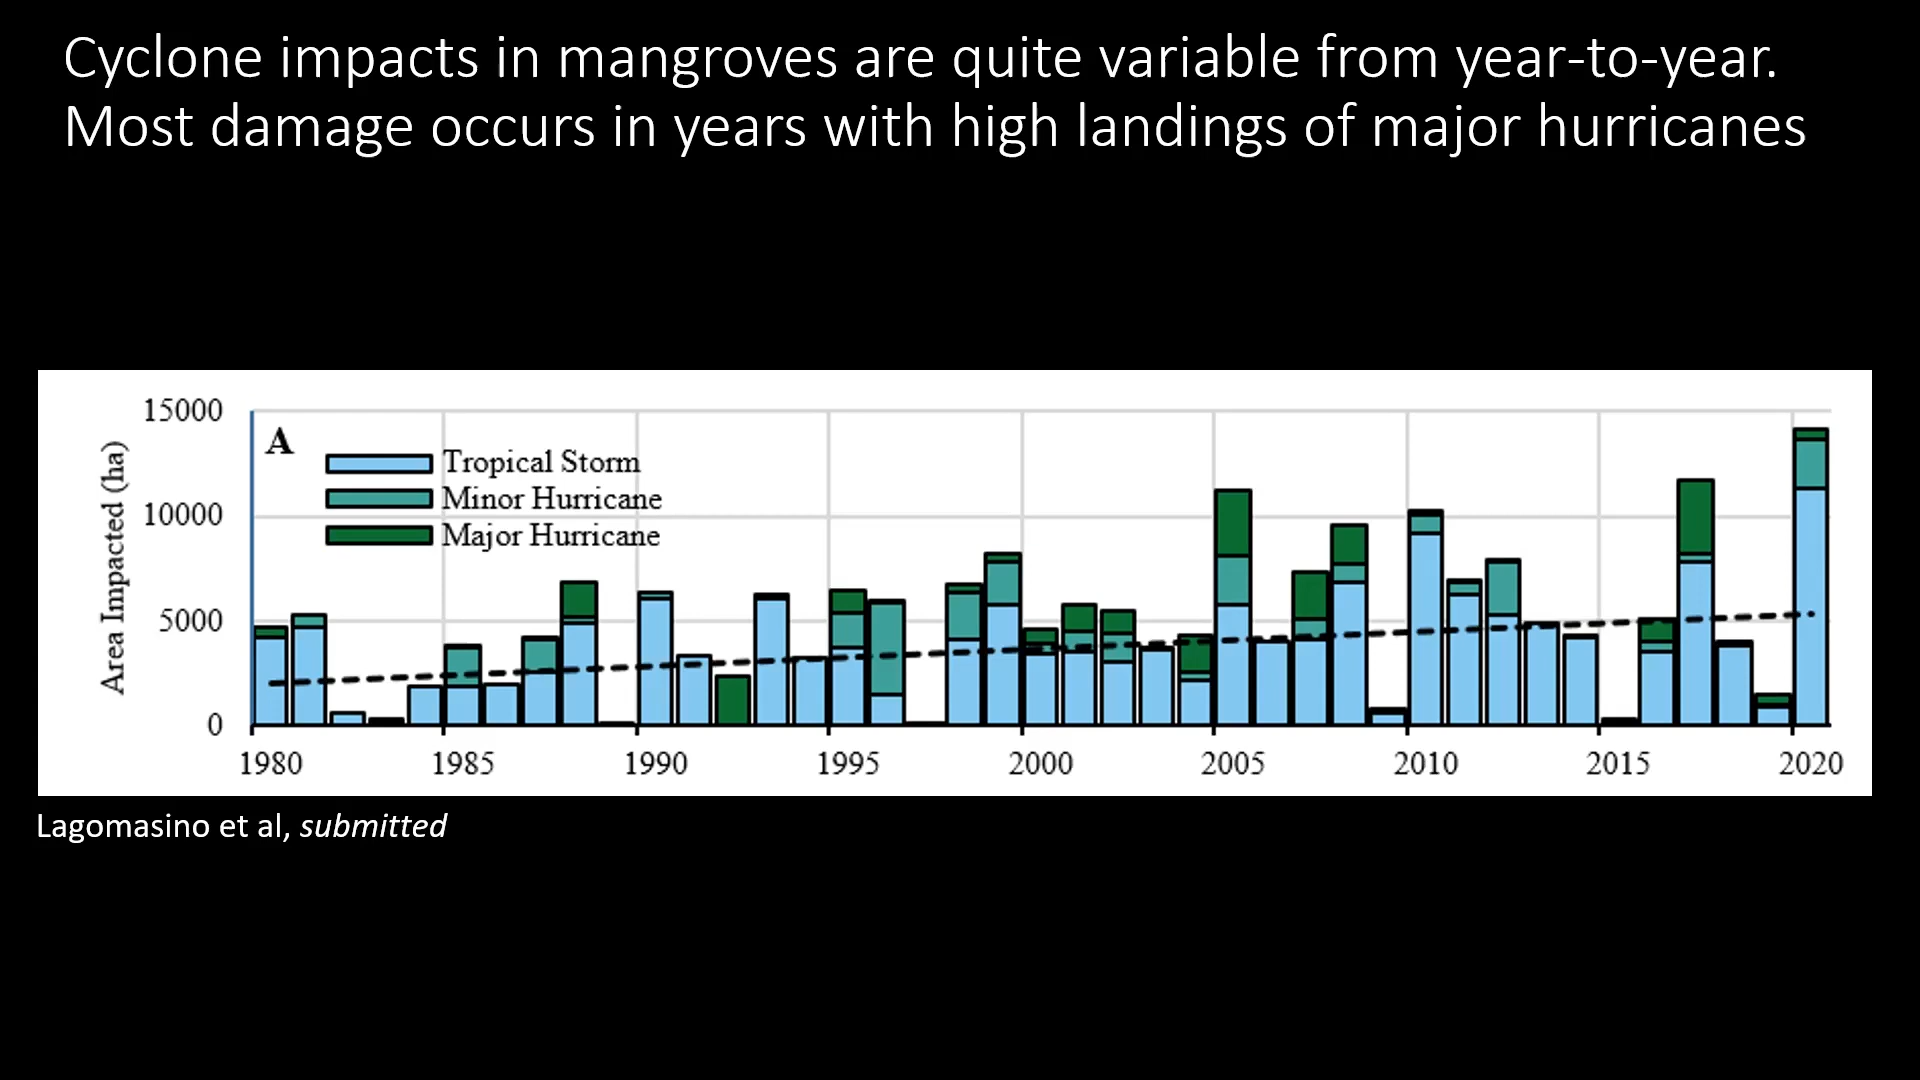 Cyclone impacts in mangroves are quite variable from year-to-year.
Most damage occurs in years with high landings of major hurricanes
A
Tropical Storm
Minor Hurricane
Major Hurricane
Area Impacted (ha)
15000
10000
5000
0
1980 1985 1990 1995 2000 2005 2010 2015 2020
Lagomasino et al, submitted